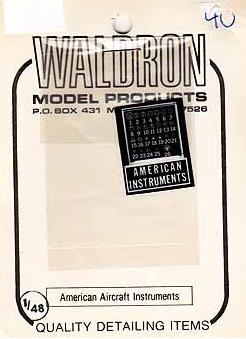 40
WALDRON
MODEL PRODUCTS
P.O. BOX 431 7526
1 2 3 4 5 6 7
8 9 10 11 12 13 14
15 16 17 18 19 20 21
22 23 24 25
AMERICAN
INSTRUMENTS
1/48
American Aircraft Instruments
QUALITY DETAILING ITEMS